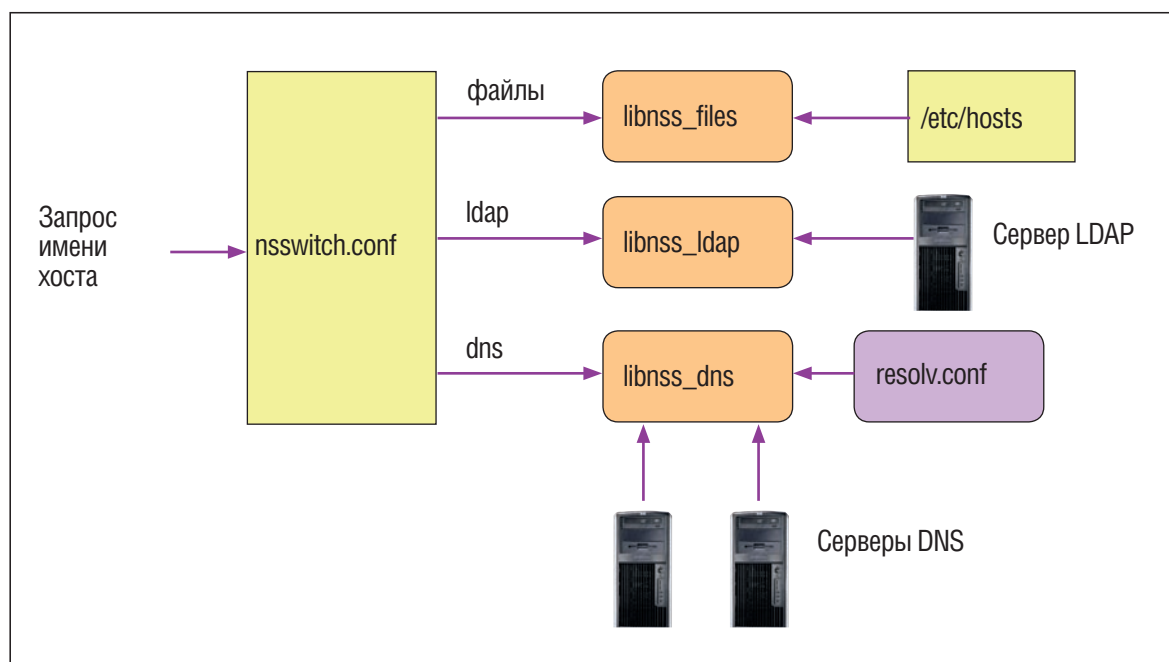 файлы
libnss_files
/etc/hosts
Запрос
имени
хоста
nsswitch.conf
ldap
libnss_ldap
Сервер LDAP
dns
libnss_dns
resolv.conf
Серверы DNS